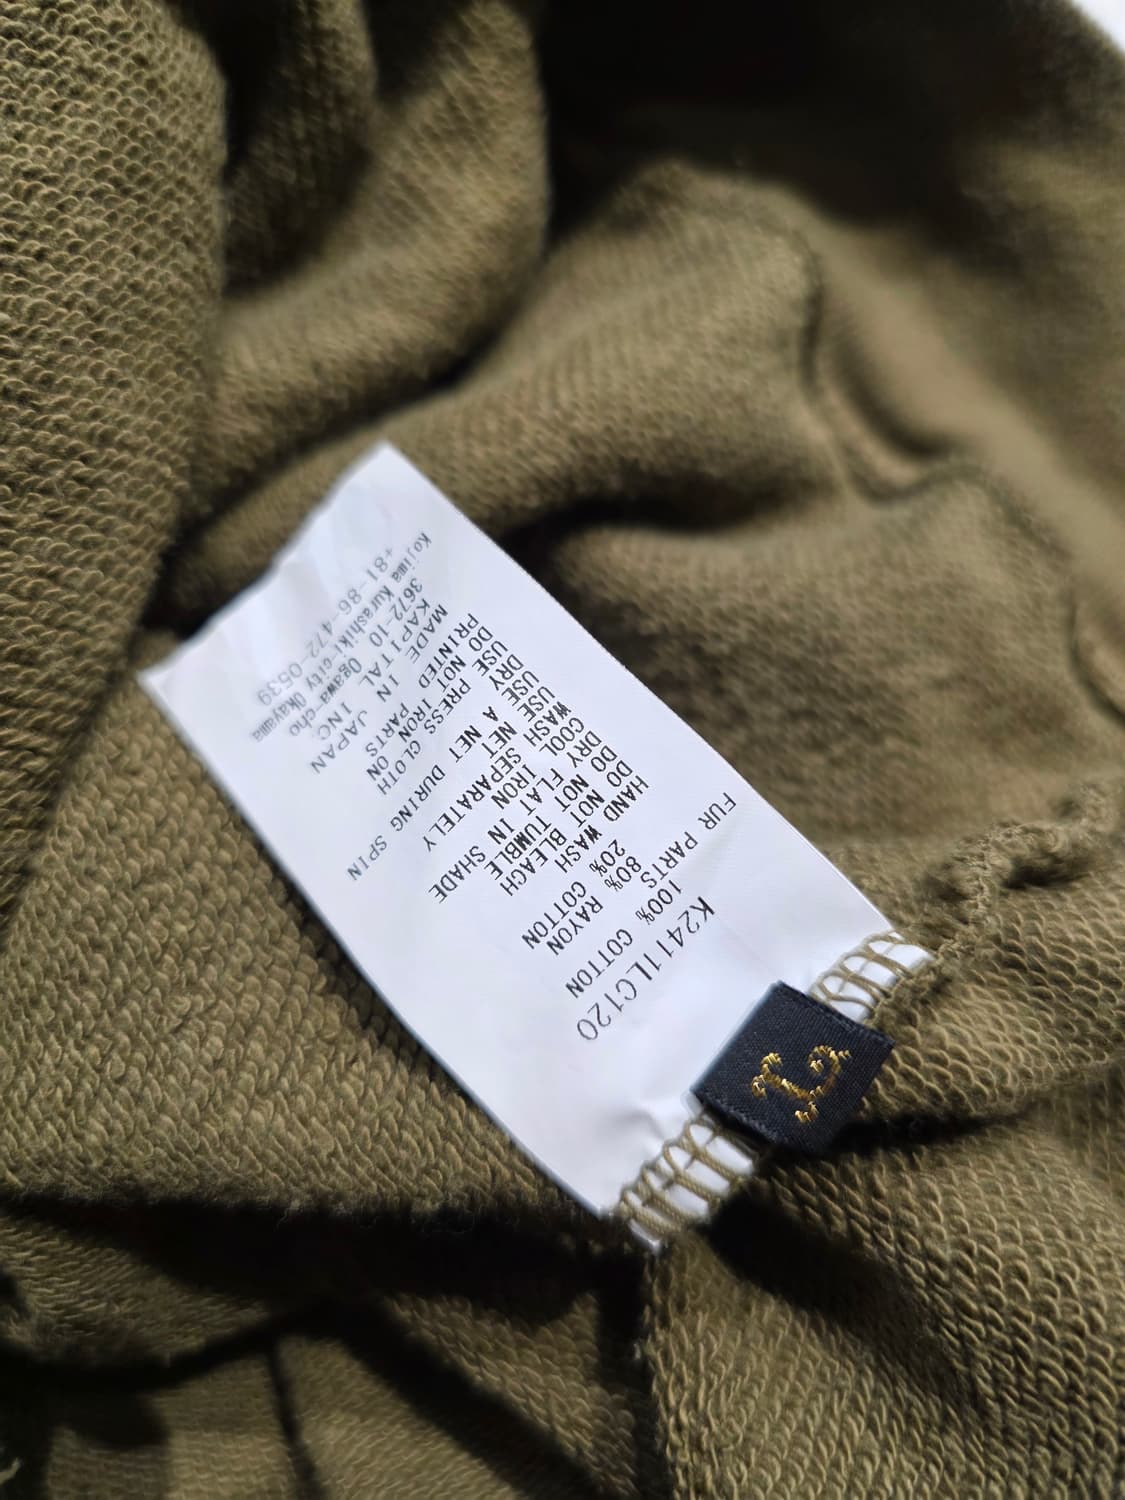 K2411LC120
100% COTTON
FUR PARTS
80% RAYON
20% COTTON
HAND WASH
DO NOT BLEACH
DO NOT TUMBLE
DRY FLAT IN SHADE
COOL IRON
WASH SEPARATELY
USE NET
USE A NET DURING SPIN
DRY
USE PRESS CLOTH
DO NOT IRON ON
PRINTED PARTS
MADE IN JAPAN
KAPITAL INC.
3672-10 Ogawa-cho
Kojima Kurashiki-city Okayama
+81-86-472-0539
L